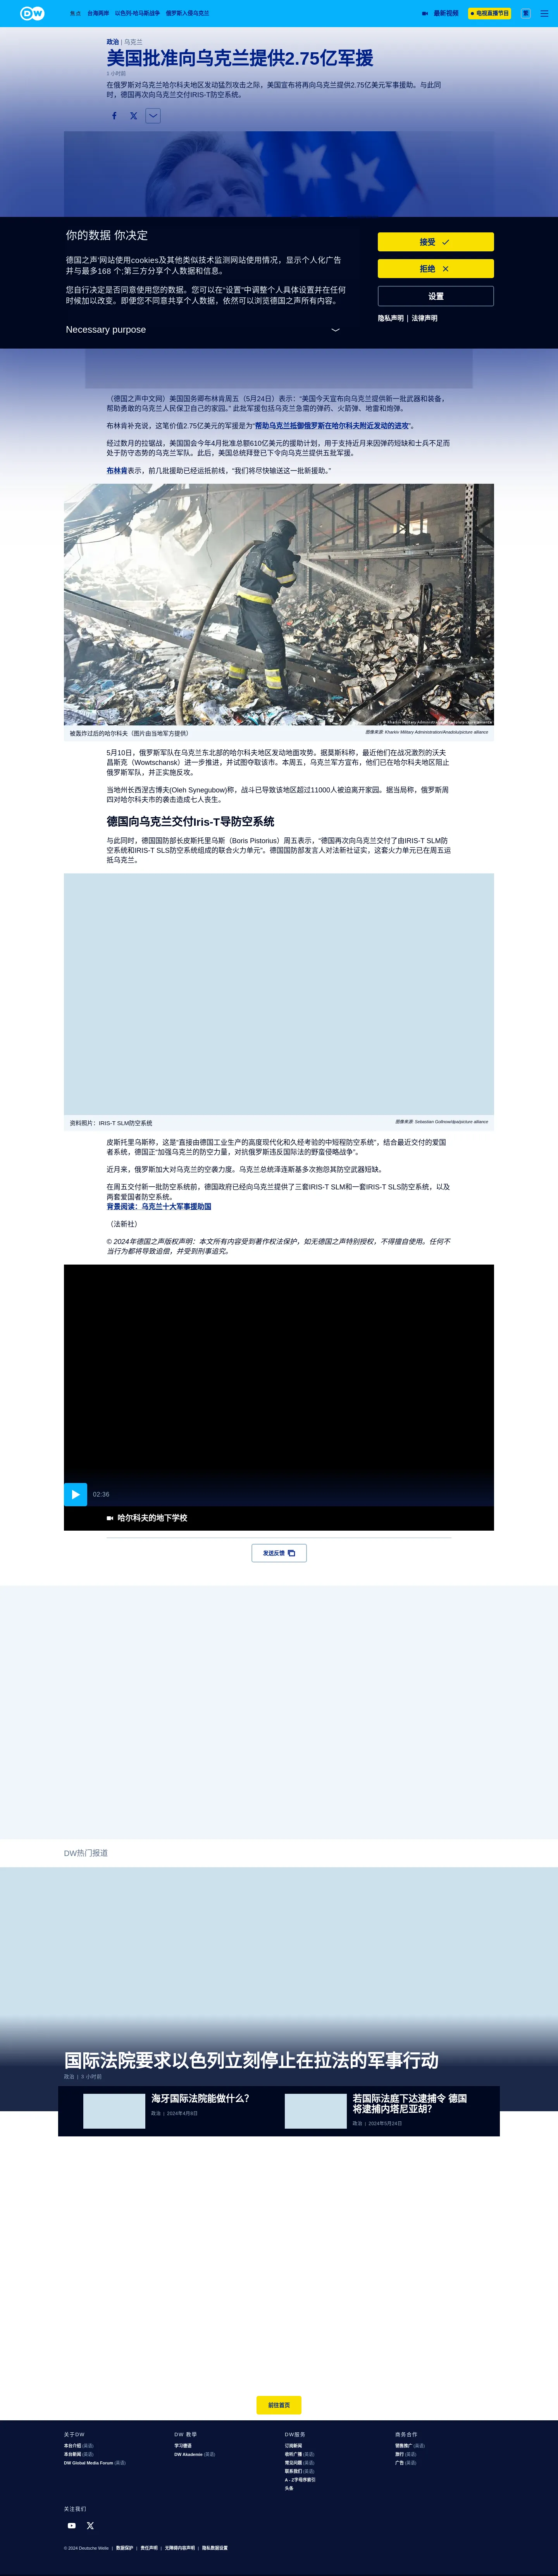 DW
焦点 台海两岸 以色列-哈马斯战争 俄罗斯入侵乌克兰
最新视频
电视直播节目
繁
政治 | 乌克兰
美国批准向乌克兰提供2.75亿军援
1 小时前
在俄罗斯对乌克兰哈尔科夫地区发动猛烈攻击之际，美国宣布将再向乌克兰提供2.75亿美元军事援助。与此同
时，德国再次向乌克兰交付IRIS-T防空系统。
你的数据 你决定
德国之声'网站使用cookies及其他类似技术监测网站使用情况，显示个人化广告
并与最多168 个;第三方分享个人数据和信息。
您自行决定是否同意使用您的数据。您可以在“设置”中调整个人具体设置并在任何
时候加以改变。即便您不同意共享个人数据，依然可以浏览德国之声所有内容。
Necessary purpose
接受
拒绝
设置
隐私声明 | 法律声明
（德国之声中文网）美国国务卿布林肯周五（5月24日）表示：“美国今天宣布向乌克兰提供新一批武器和装备，
帮助勇敢的乌克兰人民保卫自己的家园。” 此批军援包括乌克兰急需的弹药、火箭弹、地雷和炮弹。
布林肯补充说，这笔价值2.75亿美元的军援是为“帮助乌克兰抵御俄罗斯在哈尔科夫附近发动的进攻”。
经过数月的拉锯战，美国国会今年4月批准总额610亿美元的援助计划，用于支持近月来因弹药短缺和士兵不足而
处于防守态势的乌克兰军队。此后，美国总统拜登已下令向乌克兰提供五批军援。
布林肯表示，前几批援助已经运抵前线，“我们将尽快输送这一批新援助。”
© Kharkiv Military Administration/Anadolu/picture alliance
被轰炸过后的哈尔科夫（图片由当地军方提供）
图像来源: Kharkiv Military Administration/Anadolu/picture alliance
5月10日，俄罗斯军队在乌克兰东北部的哈尔科夫地区发动地面攻势。据莫斯科称，最近他们在战况激烈的沃夫
昌斯克（Wowtschansk）进一步推进，并试图夺取该市。本周五，乌克兰军方宣布，他们已在哈尔科夫地区阻止
俄罗斯军队，并正实施反攻。
当地州长西涅古博夫(Oleh Synegubow)称，战斗已导致该地区超过11000人被迫离开家园。据当局称，俄罗斯周
四对哈尔科夫市的袭击造成七人丧生。
德国向乌克兰交付Iris-T导防空系统
与此同时，德国国防部长皮斯托里乌斯（Boris Pistorius）周五表示，“德国再次向乌克兰交付了由IRIS-T SLM防
空系统和IRIS-T SLS防空系统组成的联合火力单元”。德国国防部发言人对法新社证实，这套火力单元已在周五运
抵乌克兰。
资料图片：IRIS-T SLM防空系统
图像来源: Sebastian Gollnow/dpa/picture alliance
皮斯托里乌斯称，这是“直接由德国工业生产的高度现代化和久经考验的中短程防空系统”，结合最近交付的爱国
者系统，德国正“加强乌克兰的防空力量，对抗俄罗斯违反国际法的野蛮侵略战争”。
近月来，俄罗斯加大对乌克兰的空袭力度。乌克兰总统泽连斯基多次抱怨其防空武器短缺。
在周五交付新一批防空系统前，德国政府已经向乌克兰提供了三套IRIS-T SLM和一套IRIS-T SLS防空系统，以及
两套爱国者防空系统。
背景阅读：乌克兰十大军事援助国
（法新社）
© 2024年德国之声版权声明：本文所有内容受到著作权法保护，如无德国之声特别授权，不得擅自使用。任何不
当行为都将导致追偿，并受到刑事追究。
02:36
哈尔科夫的地下学校
发送反馈
DW热门报道
国际法院要求以色列立刻停止在拉法的军事行动
政治 | 3 小时前
海牙国际法院能做什么？
政治 | 2024年4月9日
若国际法庭下达逮捕令 德国
将逮捕内塔尼亚胡？
政治 | 2024年5月24日
前往首页
关于DW
本台介绍 (英语)
本台新闻 (英语)
DW Global Media Forum (英语)
DW 教学
学习德语
DW Akademie (英语)
DW服务
订阅新闻
收听广播 (英语)
常见问题 (英语)
联系我们 (英语)
A - Z字母序索引
头条
商务合作
销售推广 (英语)
旅行 (英语)
广告 (英语)
关注我们
© 2024 Deutsche Welle | 数据保护 | 责任声明 | 无障碍内容声明 | 隐私数据设置